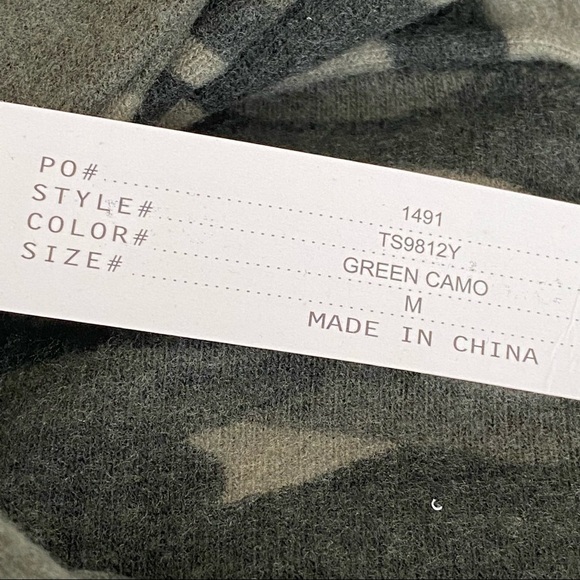 PO# 1491
STYLE# TS9812Y
COLOR# GREEN CAMO
SIZE# M
MADE IN CHINA